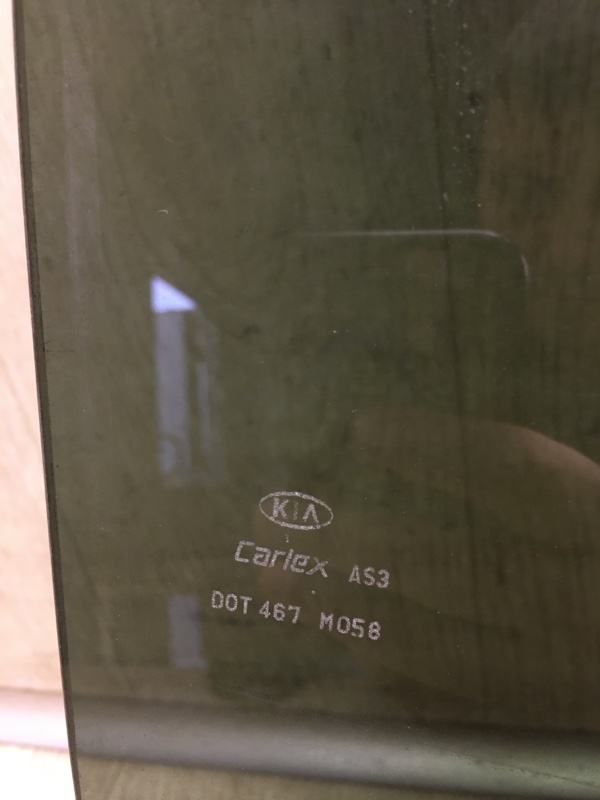 KIA
Carlex AS3
DOT 467 M058